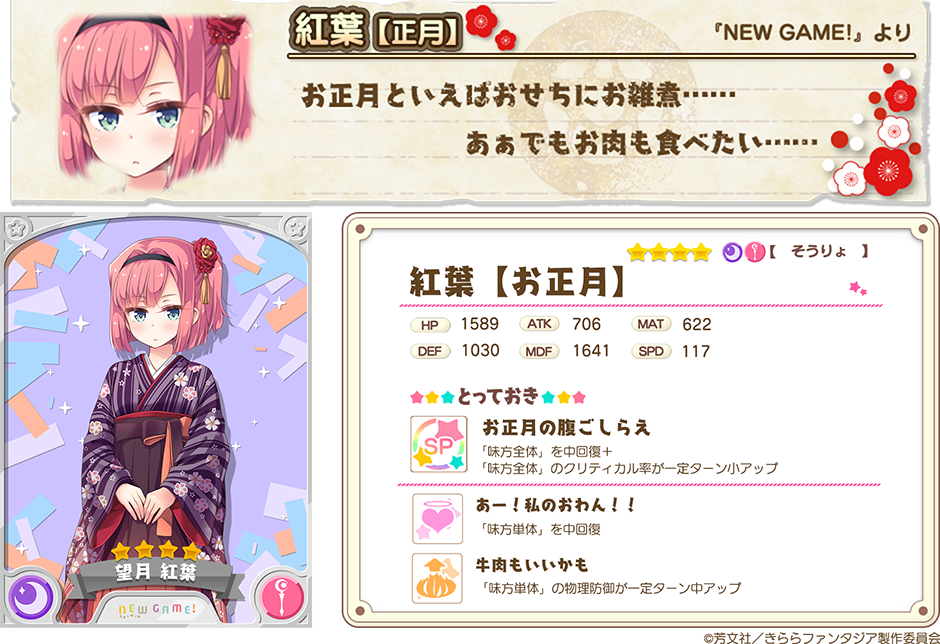 紅葉【正月】
『NEW GAME!』より
お正月といえばおせちにお雑煮……
あぁでもお肉も食べたい……
【 そうりょ 】
紅葉【お正月】
HP 1589 ATK 706 MAT 622
DEF 1030 MDF 1641 SPD 117
とっておき
SP
お正月の腹ごしらえ
「味方全体」を中回復＋
「味方全体」のクリティカル率が一定ターン小アップ
あー！私のおわん！！
「味方単体」を中回復
牛肉もいいかも
「味方単体」の物理防御が一定ターン中アップ
望月 紅葉
NEW GAME!
©芳文社／きららファンタジア製作委員会